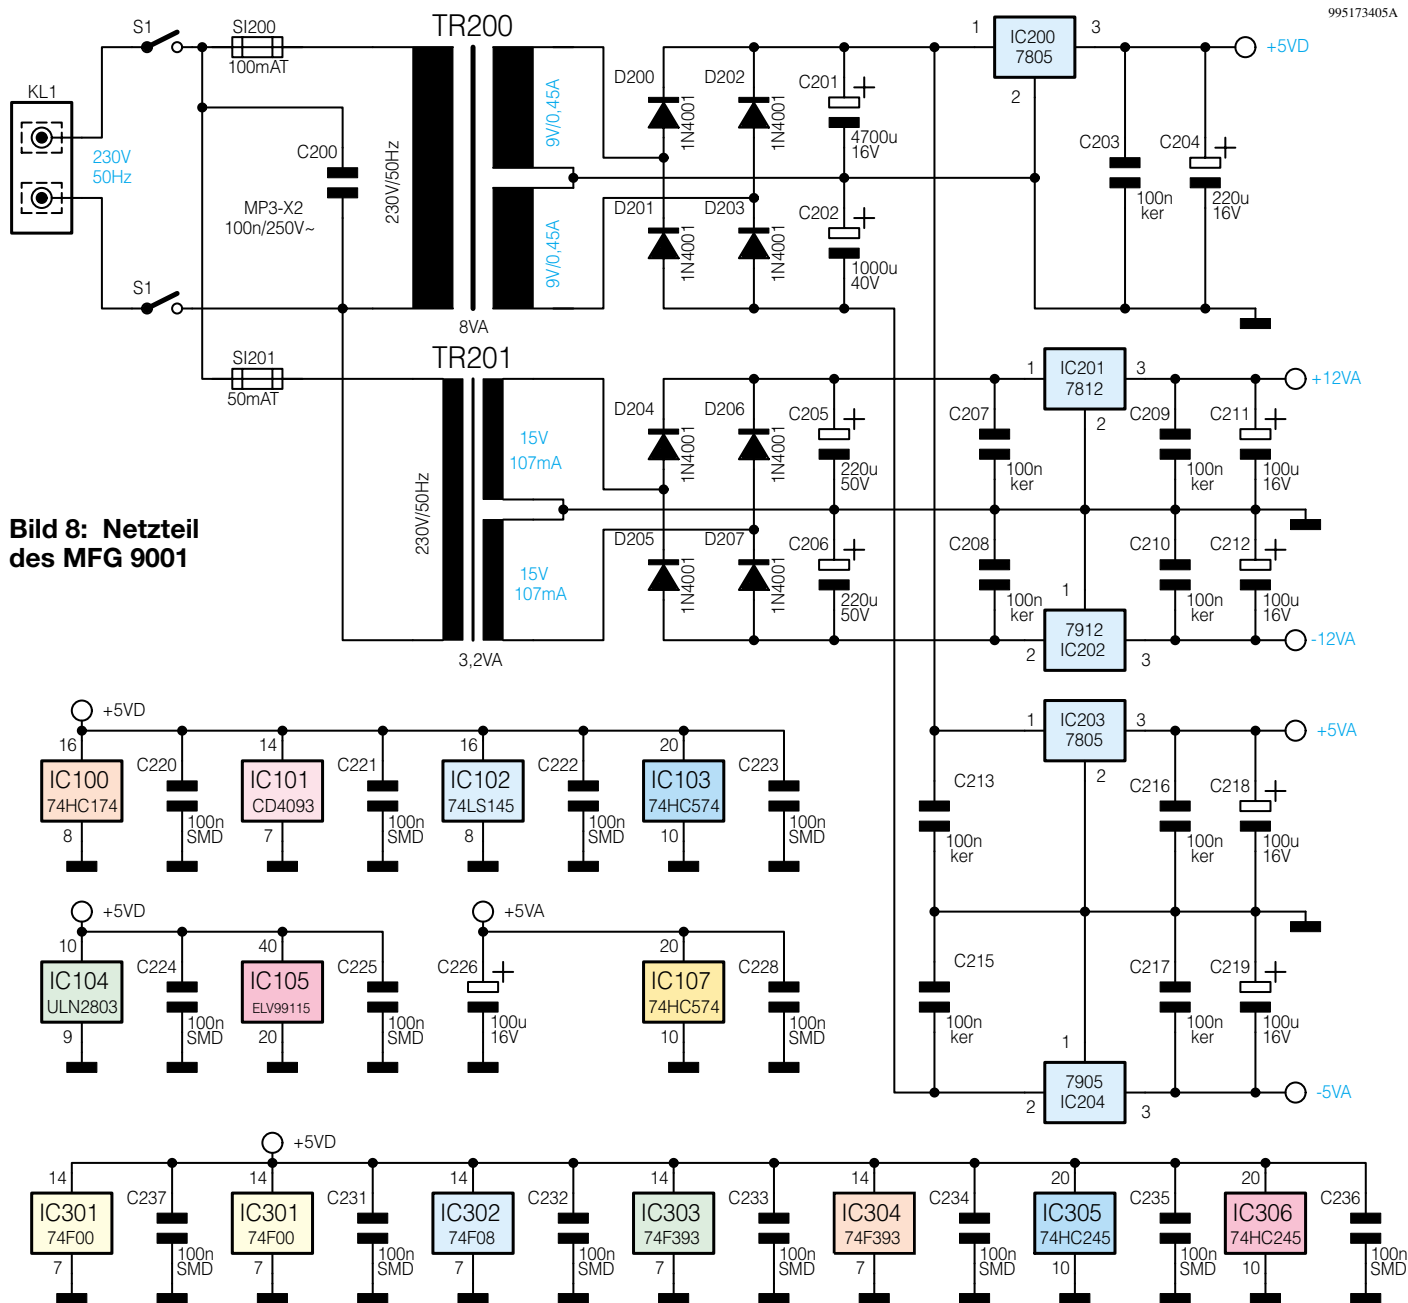 995173405A
S1
SI200
100mAT
TR200
KL1
230V
50Hz
C200
MP3-X2
100n/250V~
230V/50Hz
9V/0,45A
9V/0,45A
8VA
S1
D200
1N4001
D202
1N4001
C201
+
4700u
16V
D201
1N4001
D203
1N4001
C202
+
1000u
40V
1
IC200
7805
3
2
+5VD
C203
100n
ker
C204
+
220u
16V
SI201
50mAT
TR201
230V/50Hz
15V
107mA
15V
107mA
3,2VA
D204
1N4001
D206
1N4001
C205
+
220u
50V
D205
1N4001
D207
1N4001
C206
+
220u
50V
C207
100n
ker
C208
100n
ker
1
IC201
7812
3
2
+12VA
C209
100n
ker
C211
+
100u
16V
C210
100n
ker
C212
+
100u
16V
1
7912
IC202
2
3
-12VA
Bild 8: Netzteil
des MFG 9001
+5VD
16
IC100
74HC174
8
C220
100n
SMD
14
IC101
CD4093
7
C221
100n
SMD
16
IC102
74LS145
8
C222
100n
SMD
20
IC103
74HC574
10
C223
100n
SMD
1
IC203
7805
3
2
+5VA
C213
100n
ker
C216
100n
ker
C218
+
100u
16V
+5VD
10
IC104
ULN2803
9
C224
100n
SMD
40
IC105
ELV99115
20
C225
100n
SMD
+5VA
C226
+
100u
16V
20
IC107
74HC574
10
C228
100n
SMD
C215
100n
ker
C217
100n
ker
C219
+
100u
16V
1
7905
IC204
2
3
-5VA
+5VD
14
IC301
74F00
7
C237
100n
SMD
14
IC301
74F00
7
C231
100n
SMD
14
IC302
74F08
7
C232
100n
SMD
14
IC303
74F393
7
C233
100n
SMD
14
IC304
74F393
7
C234
100n
SMD
20
IC305
74HC245
10
C235
100n
SMD
20
IC306
74HC245
10
C236
100n
SMD